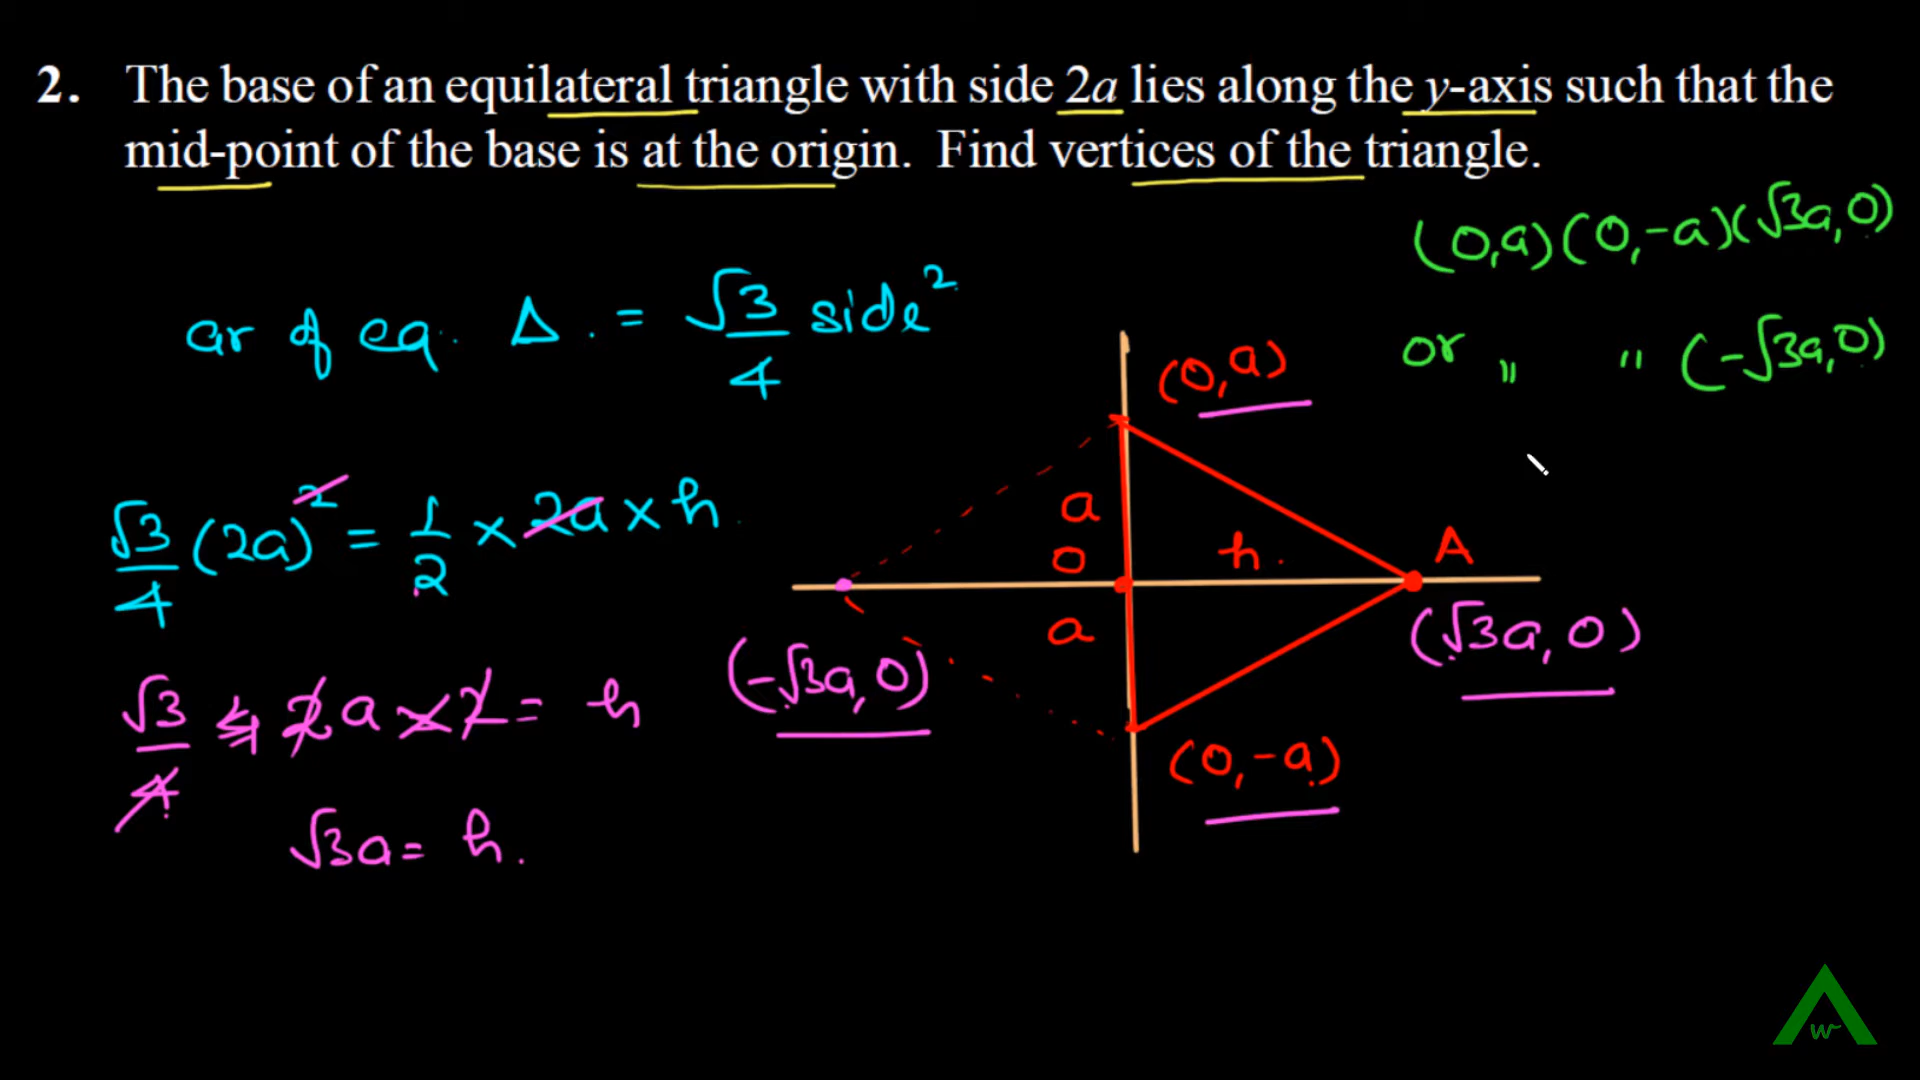 2. The base of an equilateral triangle with side 2a lies along the y-axis such that the
mid-point of the base is at the origin. Find vertices of the triangle.
(0,a) (0,-a) (√3a,0)
or " " (-√3a,0)
ar of eq. Δ. = √3/4 side²
√3/4 (2a)² = 1/2 × 2a × h.
√3/4 × 2a × 2 = h
√3a = h.
(0,a)
a
0
h.
A
a
(√3a,0)
(-√3a,0)
(0,-a)
w